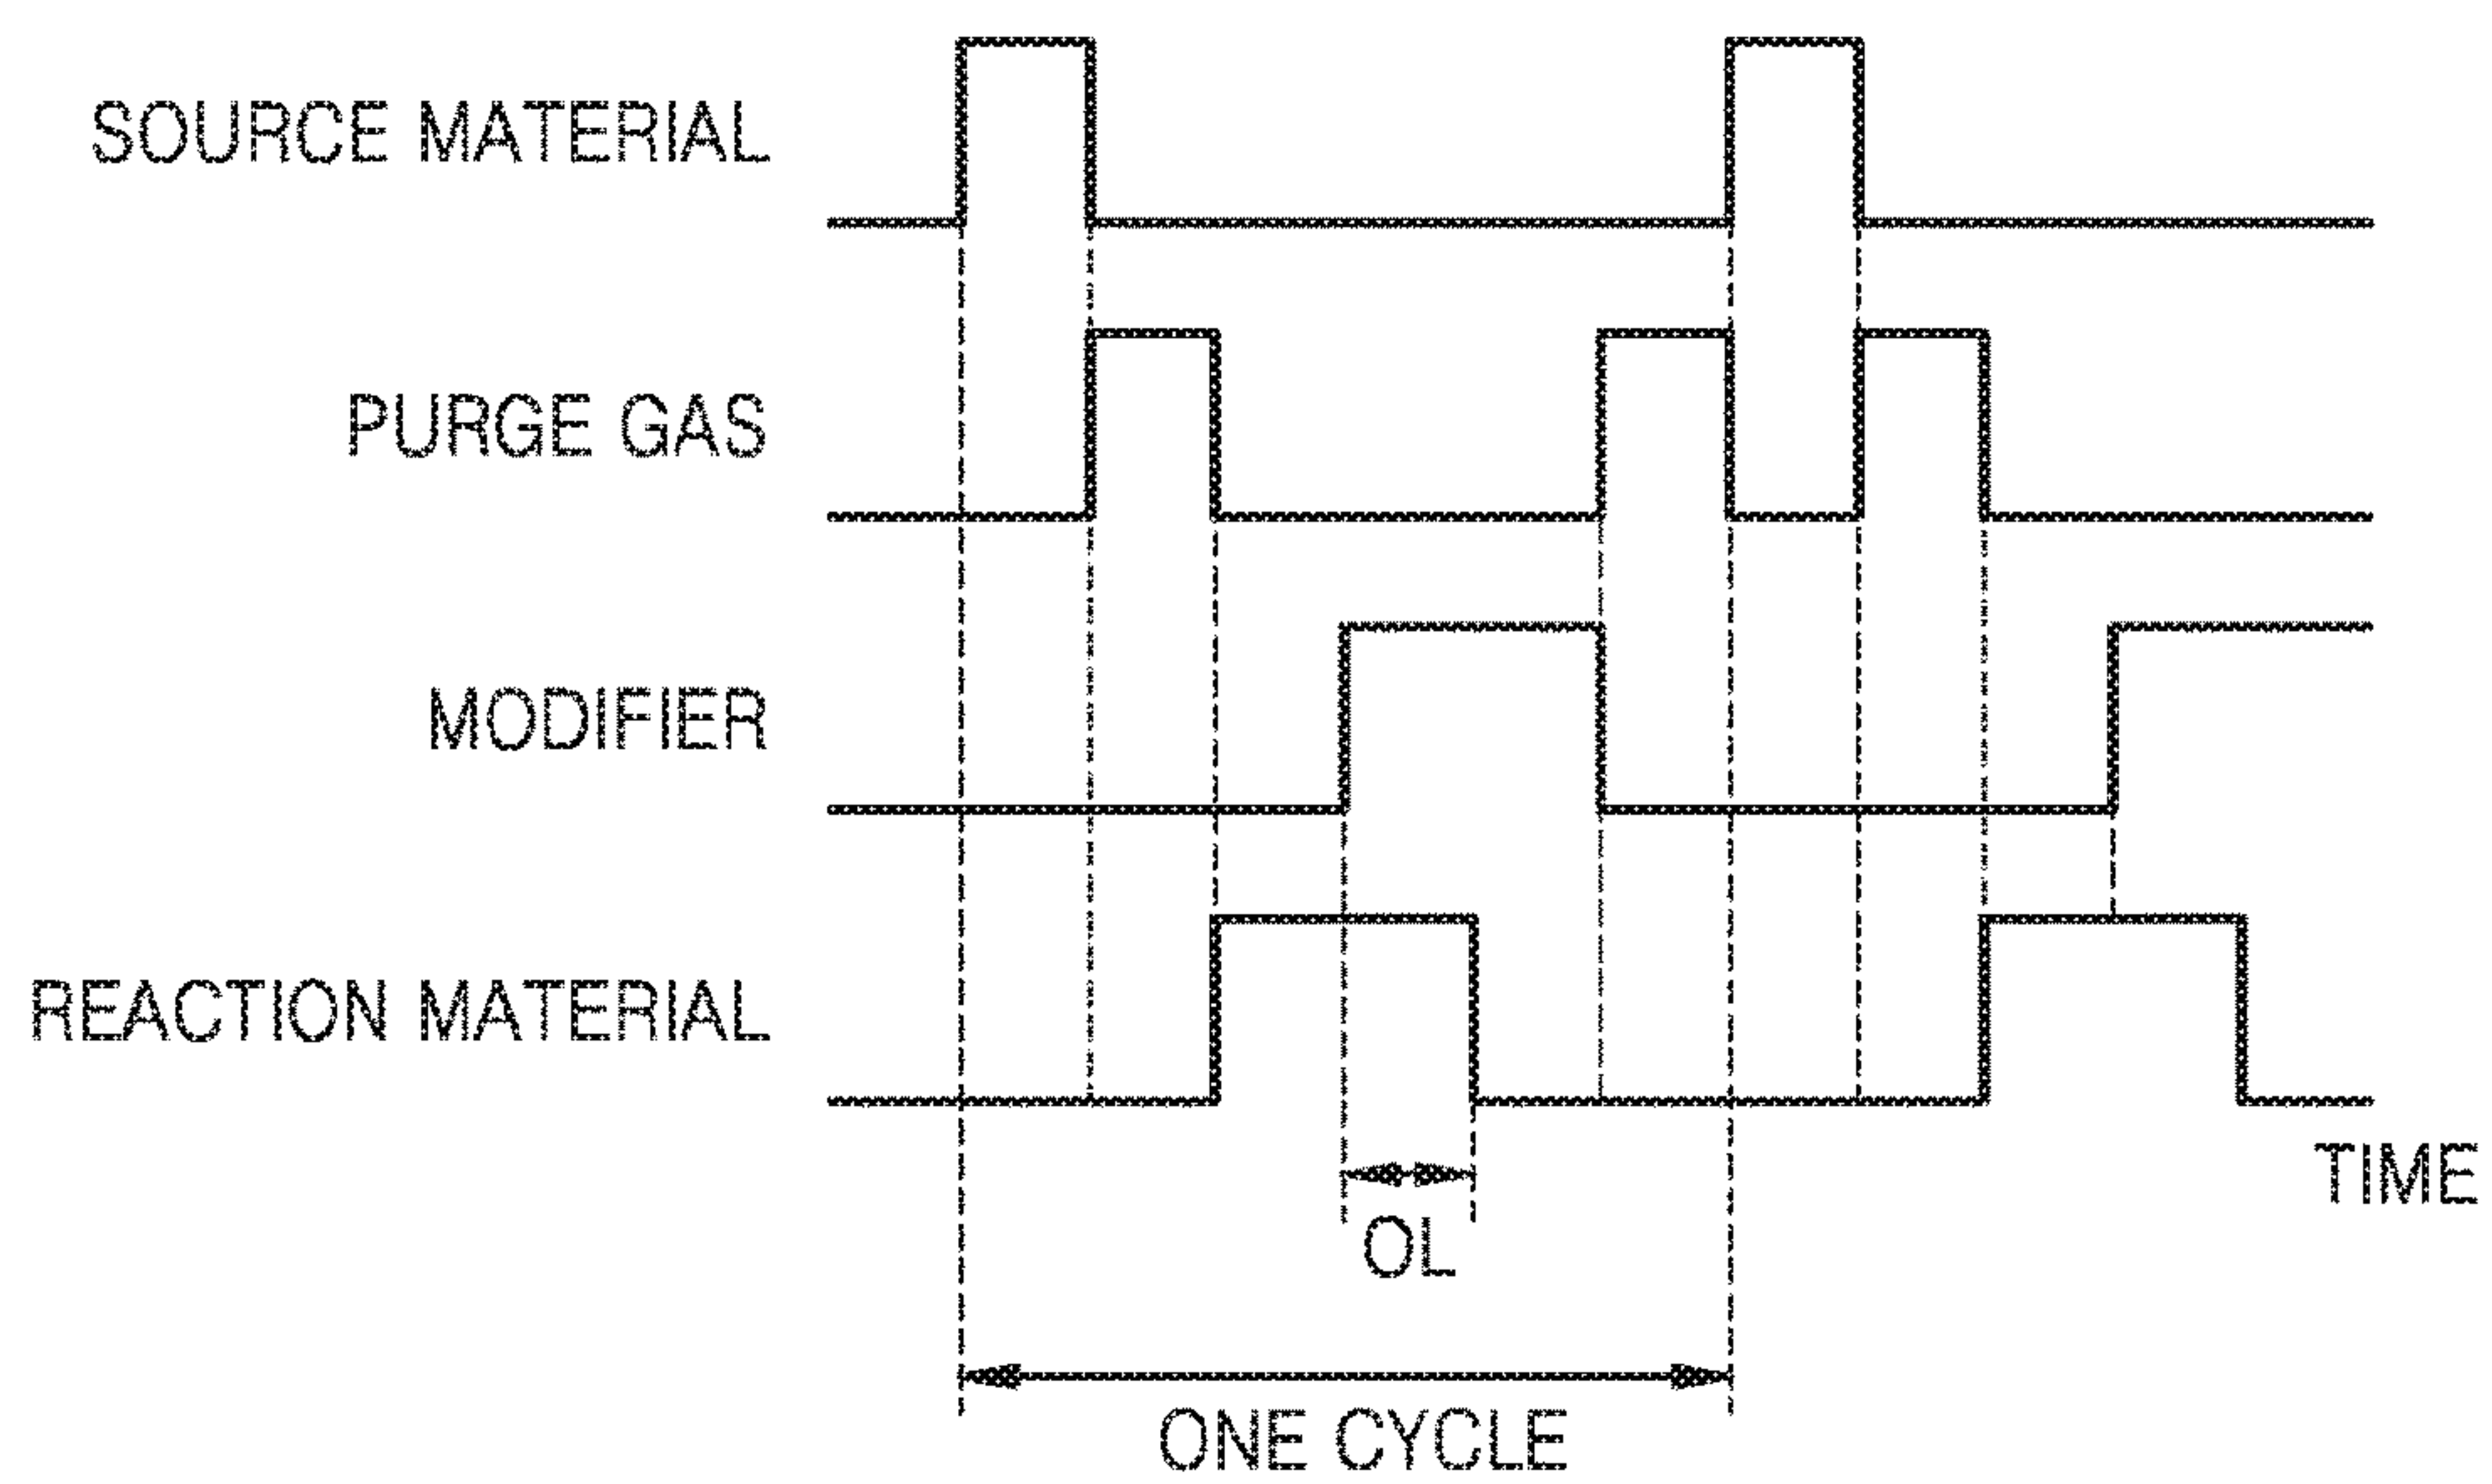 SOURCE MATERIAL
PURGE GAS
MODIFIER
REACTION MATERIAL
TIME
OL
ONE CYCLE